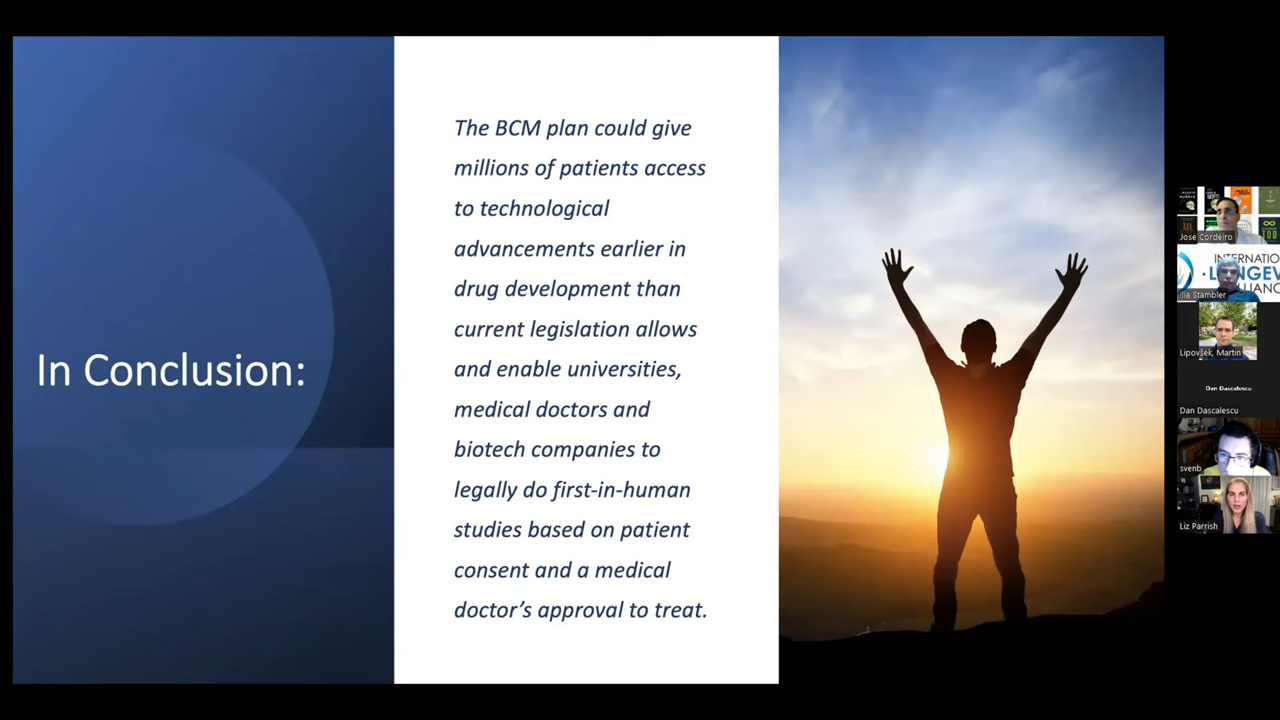 In Conclusion:
The BCM plan could give
millions of patients access
to technological
advancements earlier in
drug development than
current legislation allows
and enable universities,
medical doctors and
biotech companies to
legally do first-in-human
studies based on patient
consent and a medical
doctor's approval to treat.
Jose Cordeiro
INTERNATIO
LONGEV
Ilia Stambler
Lipovšek, Martin
Dan Dascalescu
Dan Dascalescu
svenb
Liz Parrish